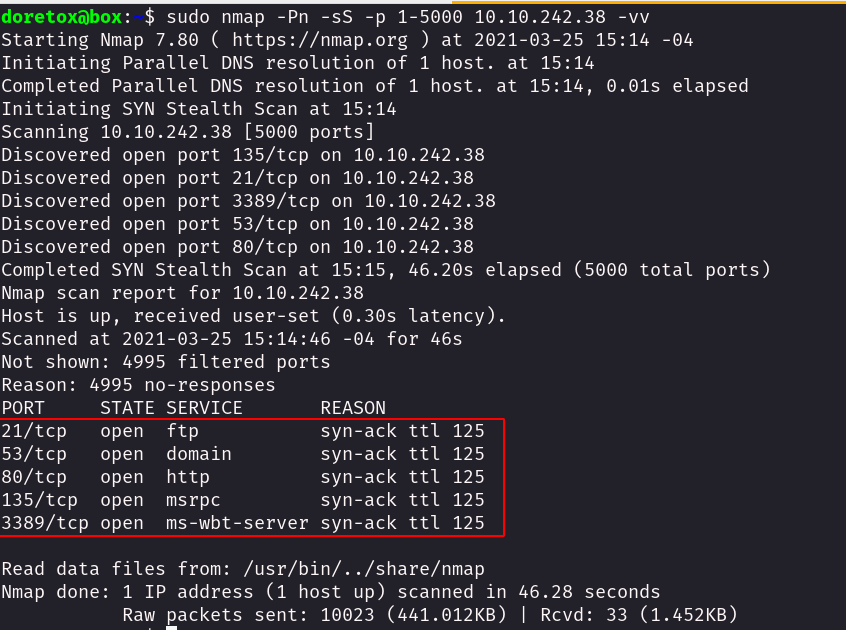 doretox@box:~$ sudo nmap -Pn -sS -p 1-5000 10.10.242.38 -vv
Starting Nmap 7.80 ( https://nmap.org ) at 2021-03-25 15:14 -04
Initiating Parallel DNS resolution of 1 host. at 15:14
Completed Parallel DNS resolution of 1 host. at 15:14, 0.01s elapsed
Initiating SYN Stealth Scan at 15:14
Scanning 10.10.242.38 [5000 ports]
Discovered open port 135/tcp on 10.10.242.38
Discovered open port 21/tcp on 10.10.242.38
Discovered open port 3389/tcp on 10.10.242.38
Discovered open port 53/tcp on 10.10.242.38
Discovered open port 80/tcp on 10.10.242.38
Completed SYN Stealth Scan at 15:15, 46.20s elapsed (5000 total ports)
Nmap scan report for 10.10.242.38
Host is up, received user-set (0.30s latency).
Scanned at 2021-03-25 15:14:46 -04 for 46s
Not shown: 4995 filtered ports
Reason: 4995 no-responses
PORT     STATE SERVICE       REASON
21/tcp   open  ftp           syn-ack ttl 125
53/tcp   open  domain        syn-ack ttl 125
80/tcp   open  http          syn-ack ttl 125
135/tcp  open  msrpc         syn-ack ttl 125
3389/tcp open  ms-wbt-server syn-ack ttl 125
Read data files from: /usr/bin/../share/nmap
Nmap done: 1 IP address (1 host up) scanned in 46.28 seconds
           Raw packets sent: 10023 (441.012KB) | Rcvd: 33 (1.452KB)